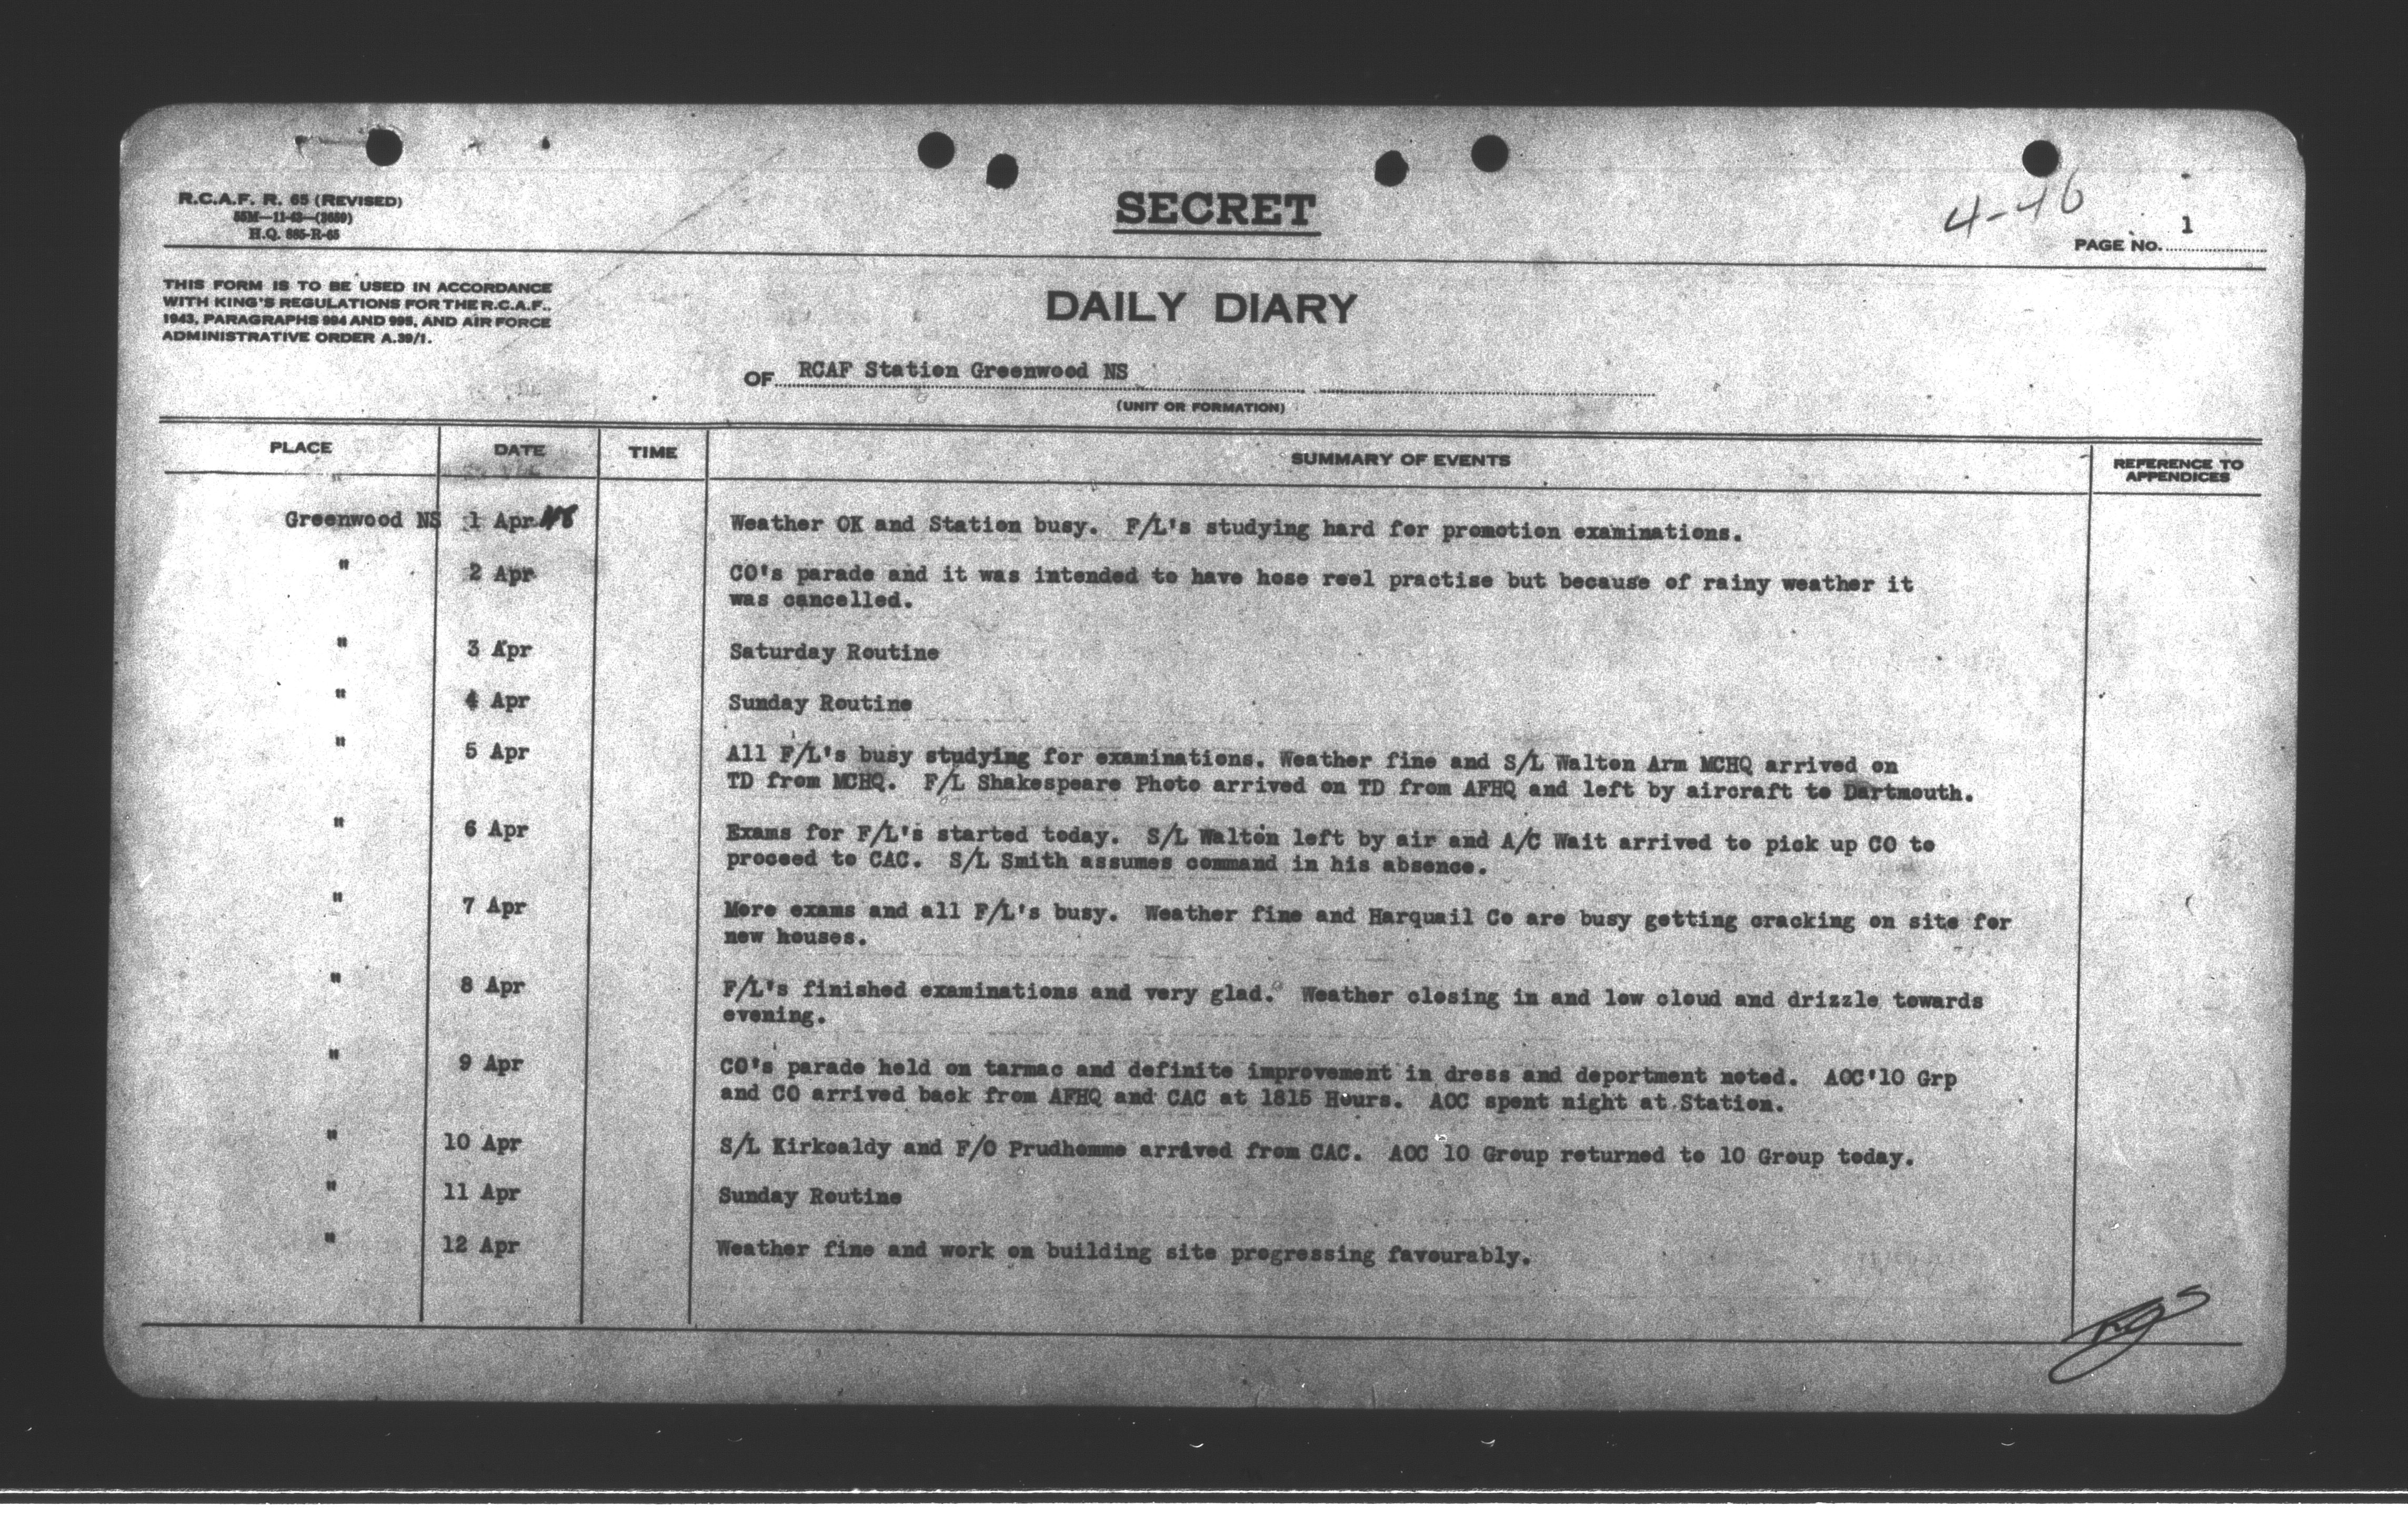 R.C.A.F. R. 65 (REVISED)
55M—11-43—(3680)
H.Q. 885-R-65
SECRET
4-46
PAGE No. 1
THIS FORM IS TO BE USED IN ACCORDANCE
WITH KING'S REGULATIONS FOR THE R.C.A.F.,
1943, PARAGRAPHS 994 AND 995, AND AIR FORCE
ADMINISTRATIVE ORDER A.39/1.
DAILY DIARY
OF RCAF Station Greenwood NS
(UNIT OR FORMATION)
PLACE DATE TIME SUMMARY OF EVENTS REFERENCE TO APPENDICES
Greenwood NS 1 Apr 48 Weather OK and Station busy. F/L's studying hard for promotion examinations.
" 2 Apr CO's parade and it was intended to have hose reel practise but because of rainy weather it
was cancelled.
" 3 Apr Saturday Routine
" 4 Apr Sunday Routine
" 5 Apr All F/L's busy studying for examinations. Weather fine and S/L Walton Arm MCHQ arrived on
TD from MCHQ. F/L Shakespeare Photo arrived on TD from AFHQ and left by aircraft to Dartmouth.
" 6 Apr Exams for F/L's started today. S/L Walton left by air and A/C Wait arrived to pick up CO to
proceed to CAC. S/L Smith assumes command in his absence.
" 7 Apr More exams and all F/L's busy. Weather fine and Harquail Co are busy getting cracking on site for
new houses.
" 8 Apr F/L's finished examinations and very glad. Weather closing in and low cloud and drizzle towards
evening.
" 9 Apr CO's parade held on tarmac and definite improvement in dress and deportment noted. AOC'10 Grp
and CO arrived back from AFHQ and CAC at 1815 Hours. AOC spent night at Station.
" 10 Apr S/L Kirkcaldy and F/O Prudhomme arrived from CAC. AOC 10 Group returned to 10 Group today.
" 11 Apr Sunday Routine
" 12 Apr Weather fine and work on building site progressing favourably.